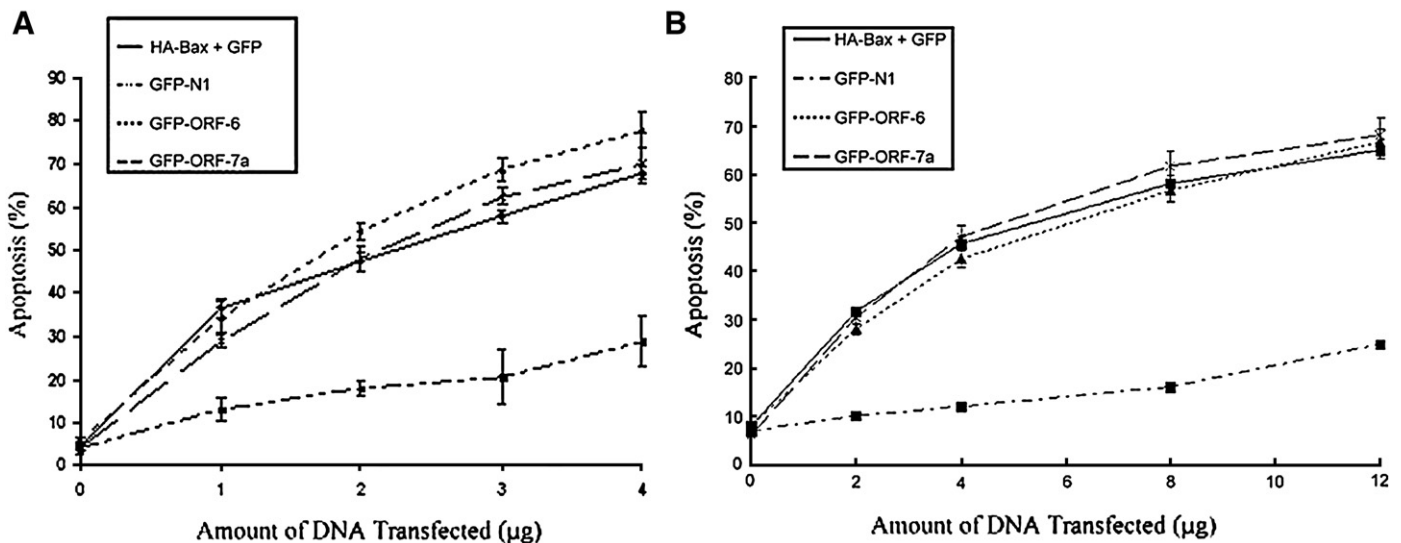 A
HA-Bax + GFP
GFP-N1
GFP-ORF-6
GFP-ORF-7a
90
80
70
60
50
40
30
20
10
0
Apoptosis (%)
0 1 2 3 4
Amount of DNA Transfected (µg)
B
HA-Bax + GFP
GFP-N1
GFP-ORF-6
GFP-ORF-7a
80
70
60
50
40
30
20
10
0
Apoptosis (%)
0 2 4 6 8 10 12
Amount of DNA Transfected (µg)